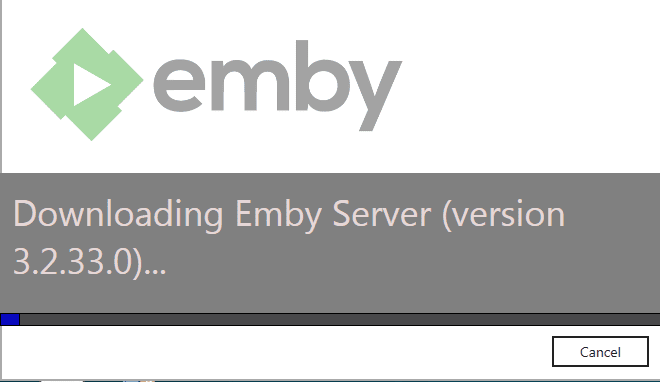 emby
Downloading Emby Server (version
3.2.33.0)...
Cancel